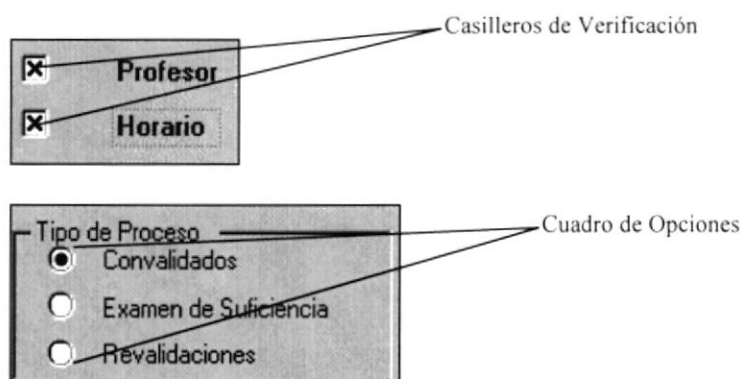 Casilleros de Verificación
Profesor
Horario
Tipo de Proceso
Cuadro de Opciones
Convalidados
Examen de Suficiencia
Revalidaciones